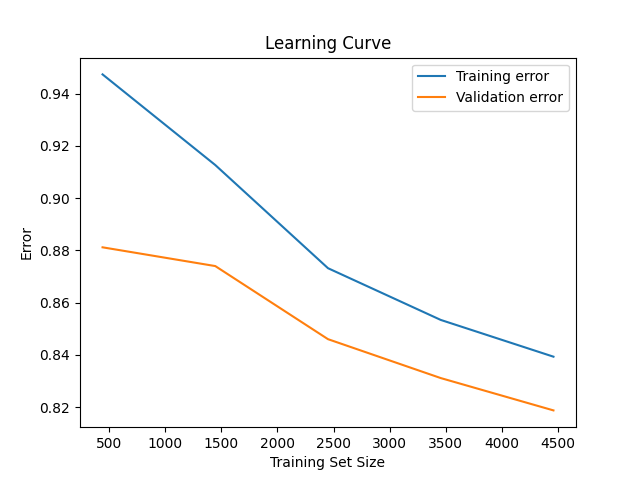 Learning Curve
Training error
Validation error
0.94
0.92
0.90
0.88
0.86
0.84
0.82
Error
500 1000 1500 2000 2500 3000 3500 4000 4500
Training Set Size